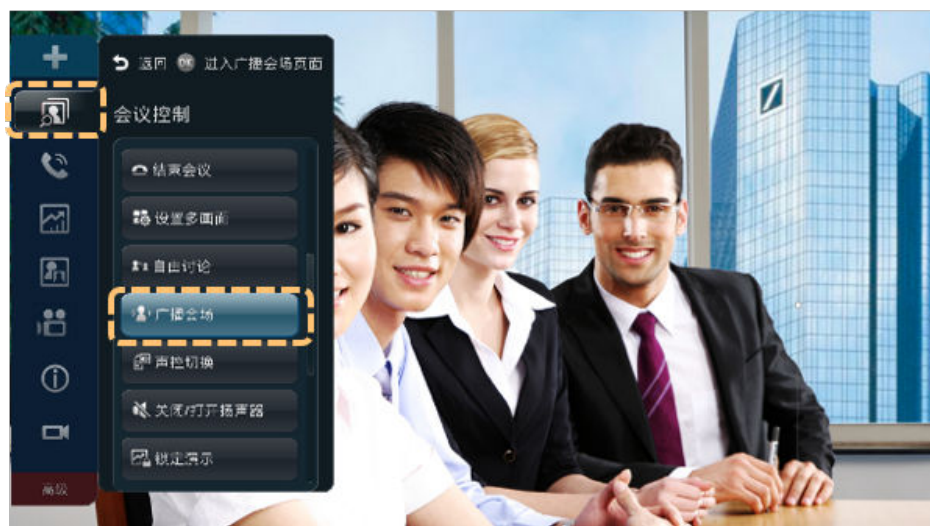 返回 OK 进入广播会场页面
会议控制
结束会议
设置多画面
自由讨论
广播会场
声控切换
关闭/打开扬声器
锁定演示
高级